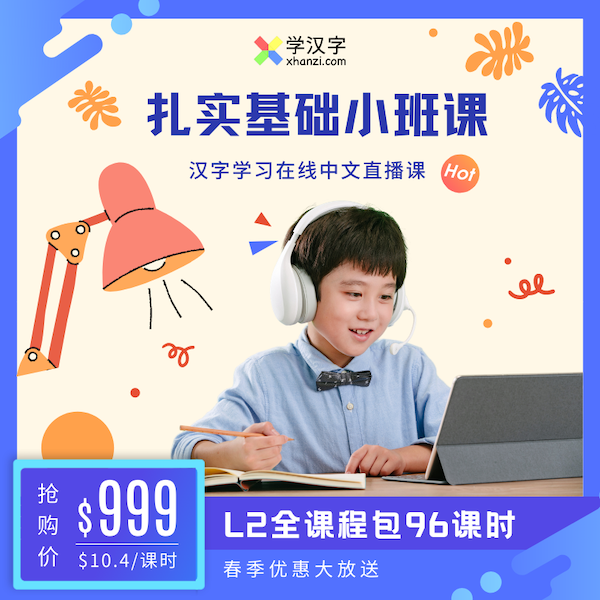 学汉字
xhanzi.com
扎实基础小班课
汉字学习在线中文直播课
Hot
抢购价
$999
$10.4/课时
L2全课程包96课时
春季优惠大放送